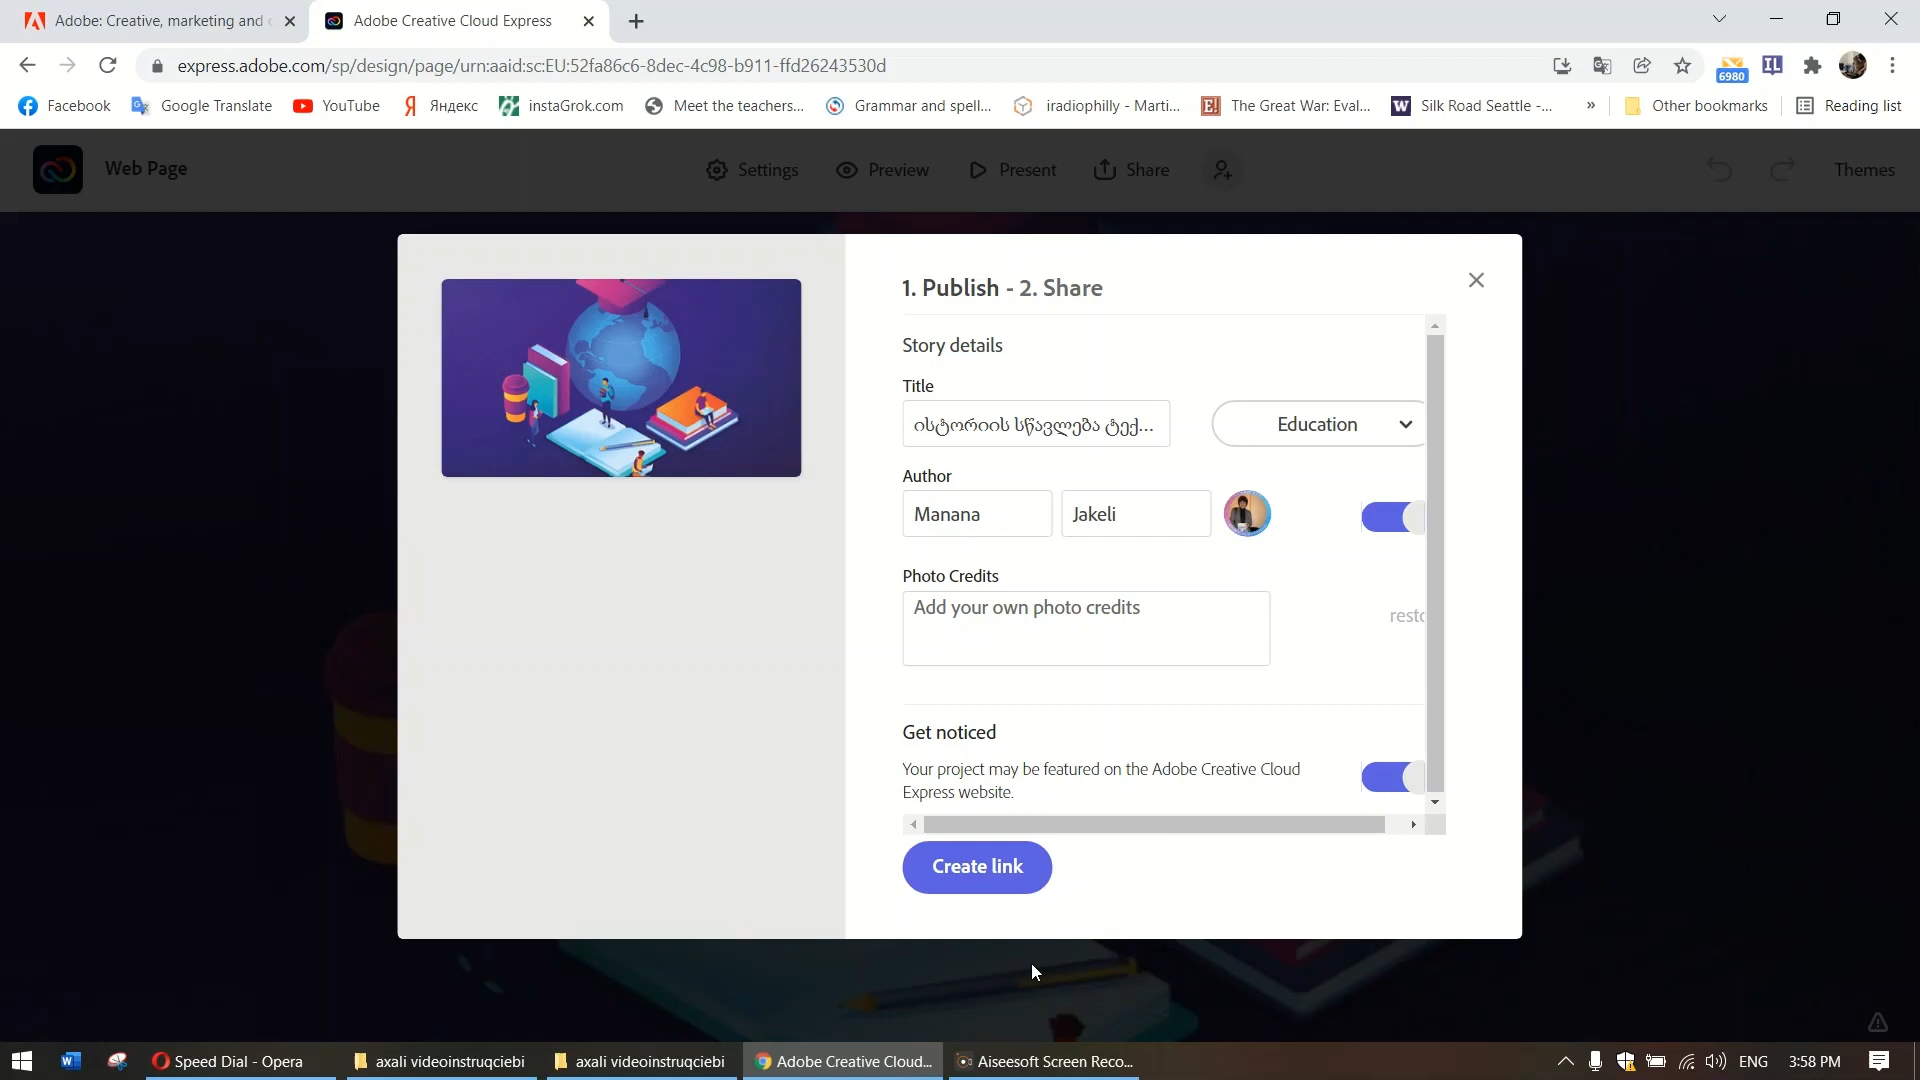 Adobe: Creative, marketing and
Adobe Creative Cloud Express
express.adobe.com/sp/design/page/urn:aaid:sc:EU:52fa86c6-8dec-4c98-b911-ffd26243530d
6980
IL
Facebook
Google Translate
YouTube
Яндекс
instaGrok.com
Meet the teachers...
Grammar and spell...
iradiophilly - Marti...
The Great War: Eval...
Silk Road Seattle -...
»
Other bookmarks
Reading list
Web Page
Settings
Preview
Present
Share
Themes
1. Publish - 2. Share
Story details
Title
ისტორიის სწავლება ტექ...
Education
Author
Manana
Jakeli
Photo Credits
Add your own photo credits
resto
Get noticed
Your project may be featured on the Adobe Creative Cloud
Express website.
Create link
Speed Dial - Opera
axali videoinstruqciebi
axali videoinstruqciebi
Adobe Creative Cloud...
Aiseesoft Screen Reco...
ENG
3:58 PM